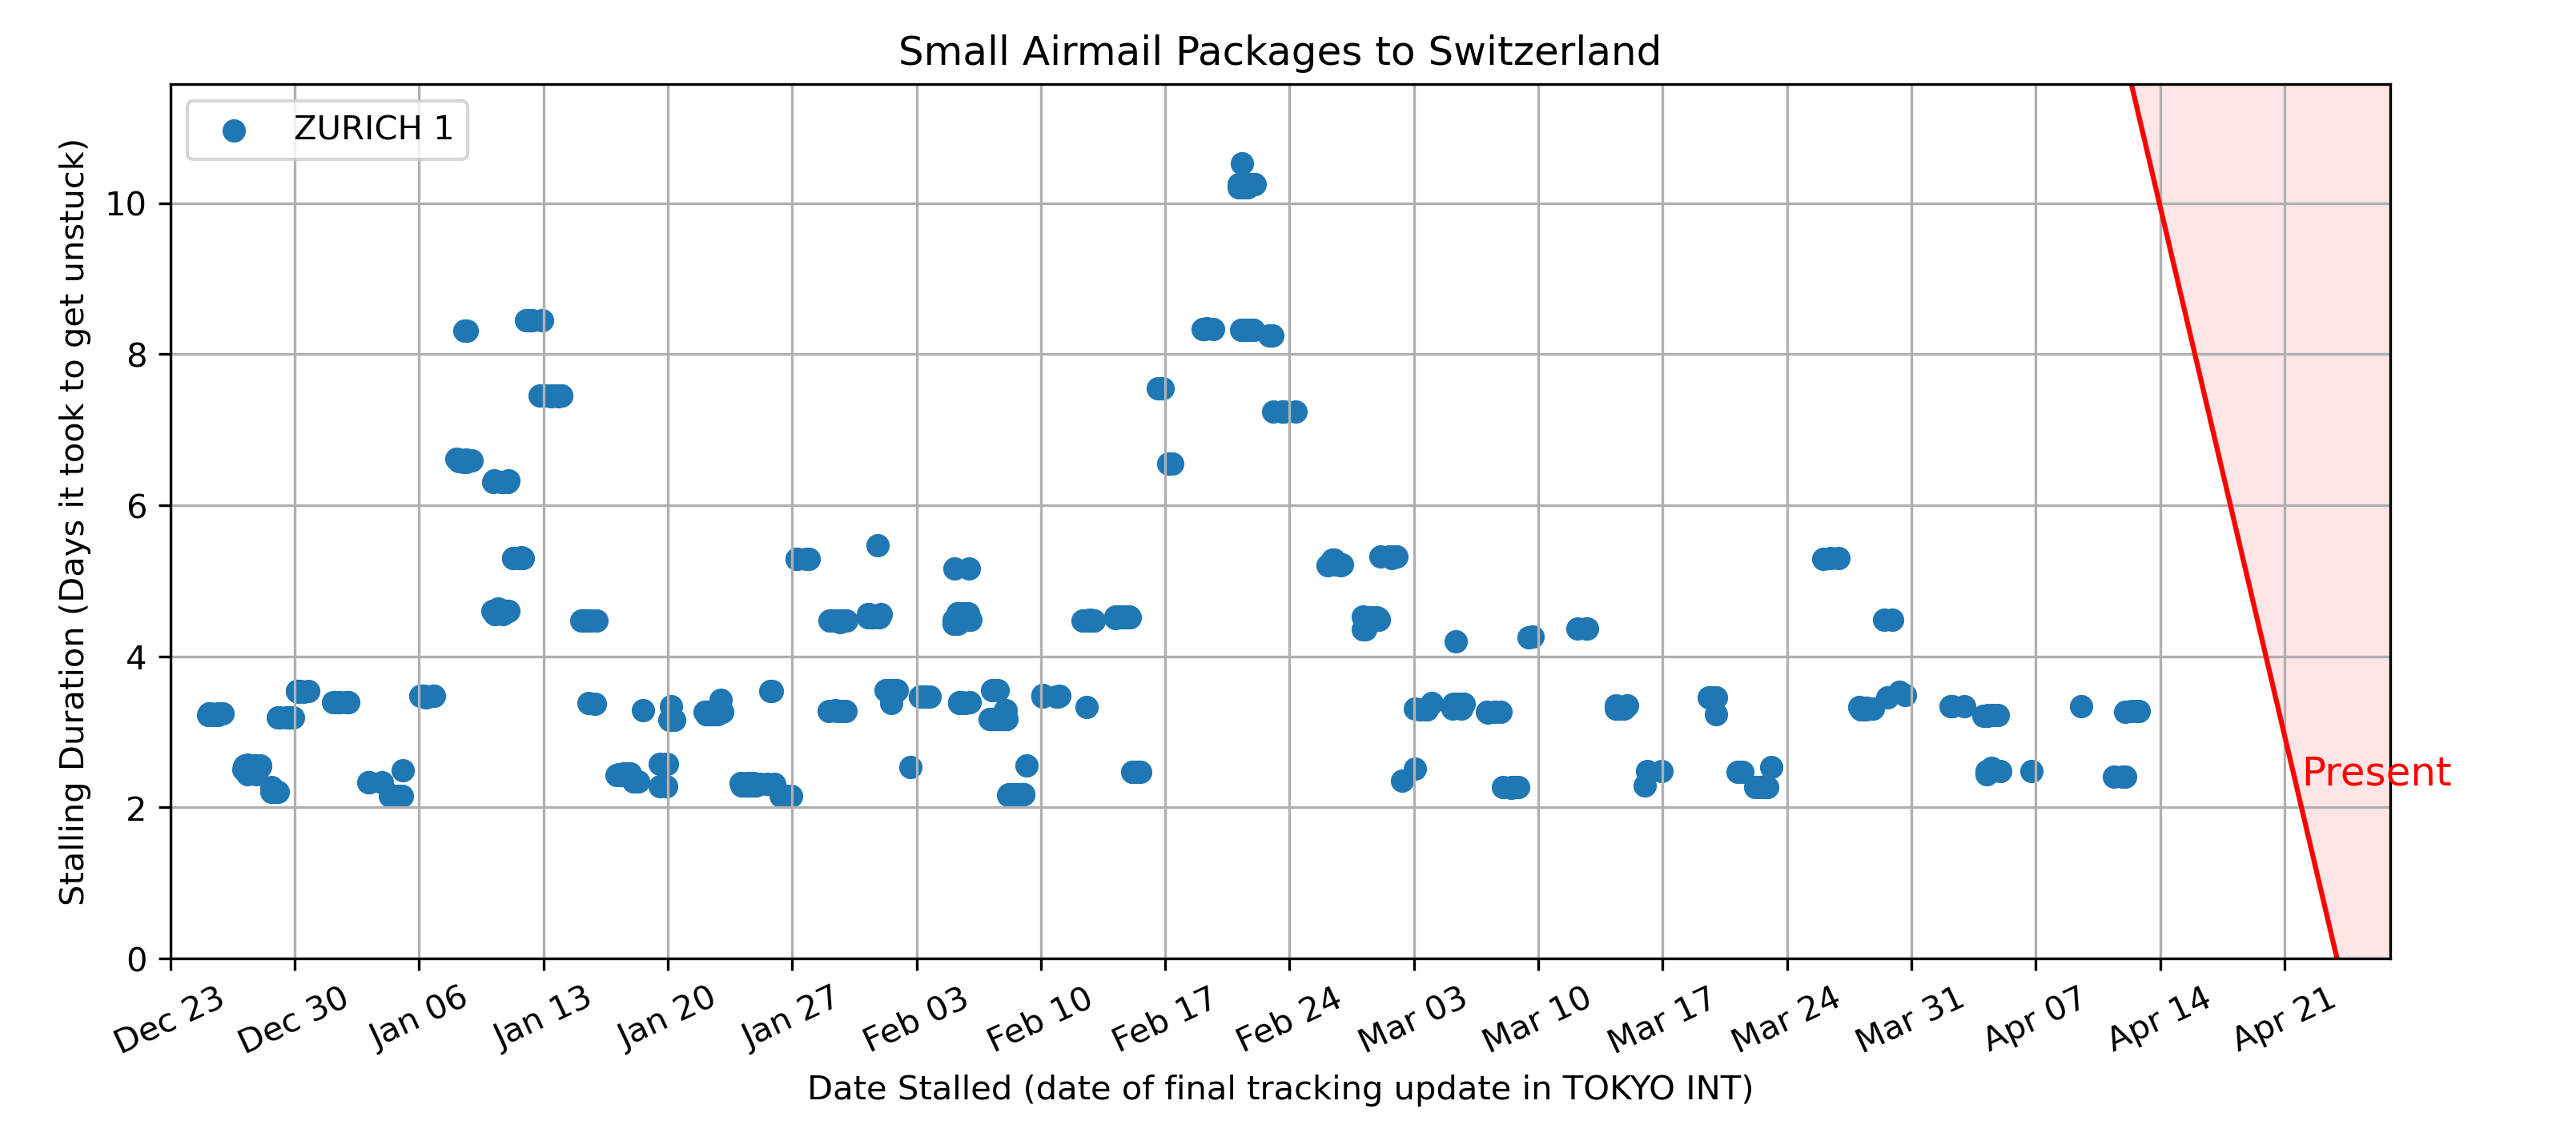 Small Airmail Packages to Switzerland
ZURICH 1
Stalling Duration (Days it took to get unstuck)
10
8
6
4
2
0
Present
Dec 23
Dec 30
Jan 06
Jan 13
Jan 20
Jan 27
Feb 03
Feb 10
Feb 17
Feb 24
Mar 03
Mar 10
Mar 17
Mar 24
Mar 31
Apr 07
Apr 14
Apr 21
Date Stalled (date of final tracking update in TOKYO INT)